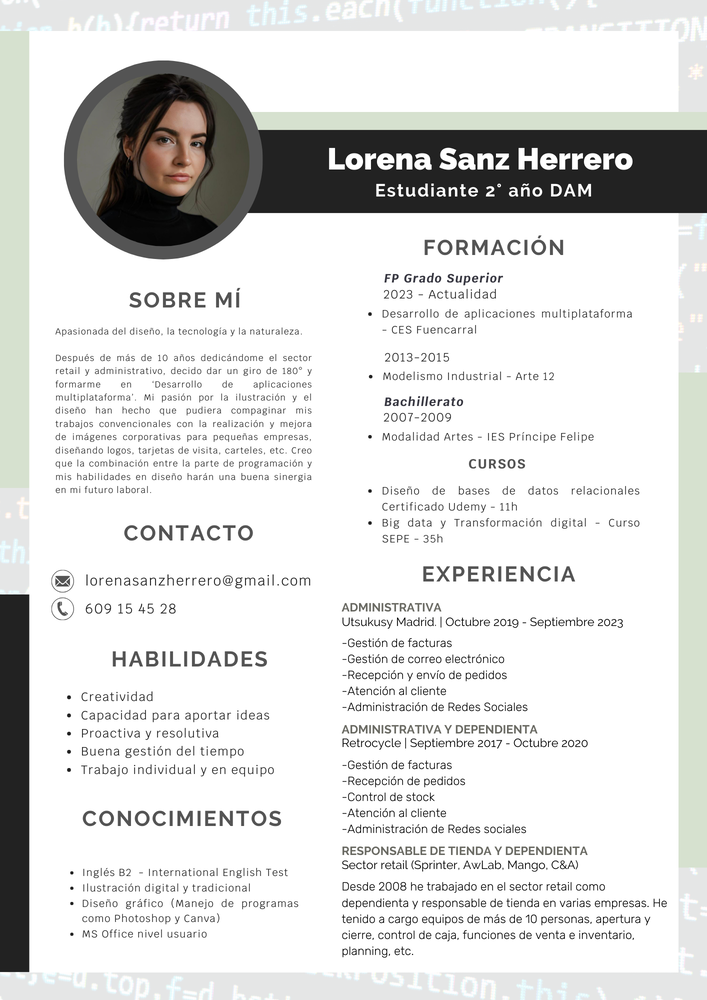 h(b){return this.each(function(){
Lorena Sanz Herrero
Estudiante 2° año DAM
SOBRE MÍ
Apasionada del diseño, la tecnología y la naturaleza.
Después de más de 10 años dedicándome el sector
retail y administrativo, decido dar un giro de 180° y
formarme en 'Desarrollo de aplicaciones
multiplataforma'. Mi pasión por la ilustración y el
diseño han hecho que pudiera compaginar mis
trabajos convencionales con la realización y mejora
de imágenes corporativas para pequeñas empresas,
diseñando logos, tarjetas de visita, carteles, etc. Creo
que la combinación entre la parte de programación y
mis habilidades en diseño harán una buena sinergia
en mi futuro laboral.
CONTACTO
lorenasanzherrero@gmail.com
609 15 45 28
HABILIDADES
• Creatividad
• Capacidad para aportar ideas
• Proactiva y resolutiva
• Buena gestión del tiempo
• Trabajo individual y en equipo
CONOCIMIENTOS
• Inglés B2 - International English Test
• Ilustración digital y tradicional
• Diseño gráfico (Manejo de programas
como Photoshop y Canva)
• MS Office nivel usuario
FORMACIÓN
FP Grado Superior
2023 - Actualidad
• Desarrollo de aplicaciones multiplataforma
- CES Fuencarral
2013-2015
• Modelismo Industrial - Arte 12
Bachillerato
2007-2009
• Modalidad Artes - IES Príncipe Felipe
CURSOS
• Diseño de bases de datos relacionales
Certificado Udemy - 11h
• Big data y Transformación digital - Curso
SEPE - 35h
EXPERIENCIA
ADMINISTRATIVA
Utsukusy Madrid. | Octubre 2019 - Septiembre 2023
-Gestión de facturas
-Gestión de correo electrónico
-Recepción y envío de pedidos
-Atención al cliente
-Administración de Redes Sociales
ADMINISTRATIVA Y DEPENDIENTA
Retrocycle | Septiembre 2017 - Octubre 2020
-Gestión de facturas
-Recepción de pedidos
-Control de stock
-Atención al cliente
-Administración de Redes sociales
RESPONSABLE DE TIENDA Y DEPENDIENTA
Sector retail (Sprinter, AwLab, Mango, C&A)
Desde 2008 he trabajado en el sector retail como
dependienta y responsable de tienda en varias empresas. He
tenido a cargo equipos de más de 10 personas, apertura y
cierre, control de caja, funciones de venta e inventario,
planning, etc.